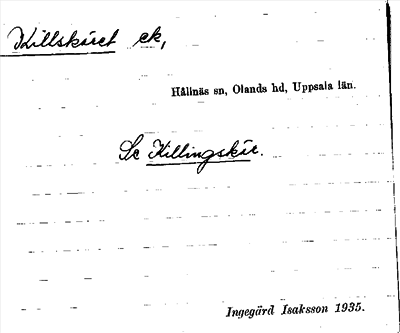 Killskäret sk,
Hållnäs sn, Olands hd, Uppsala län.
Se Killingskär.
Ingegärd Isaksson 1935.